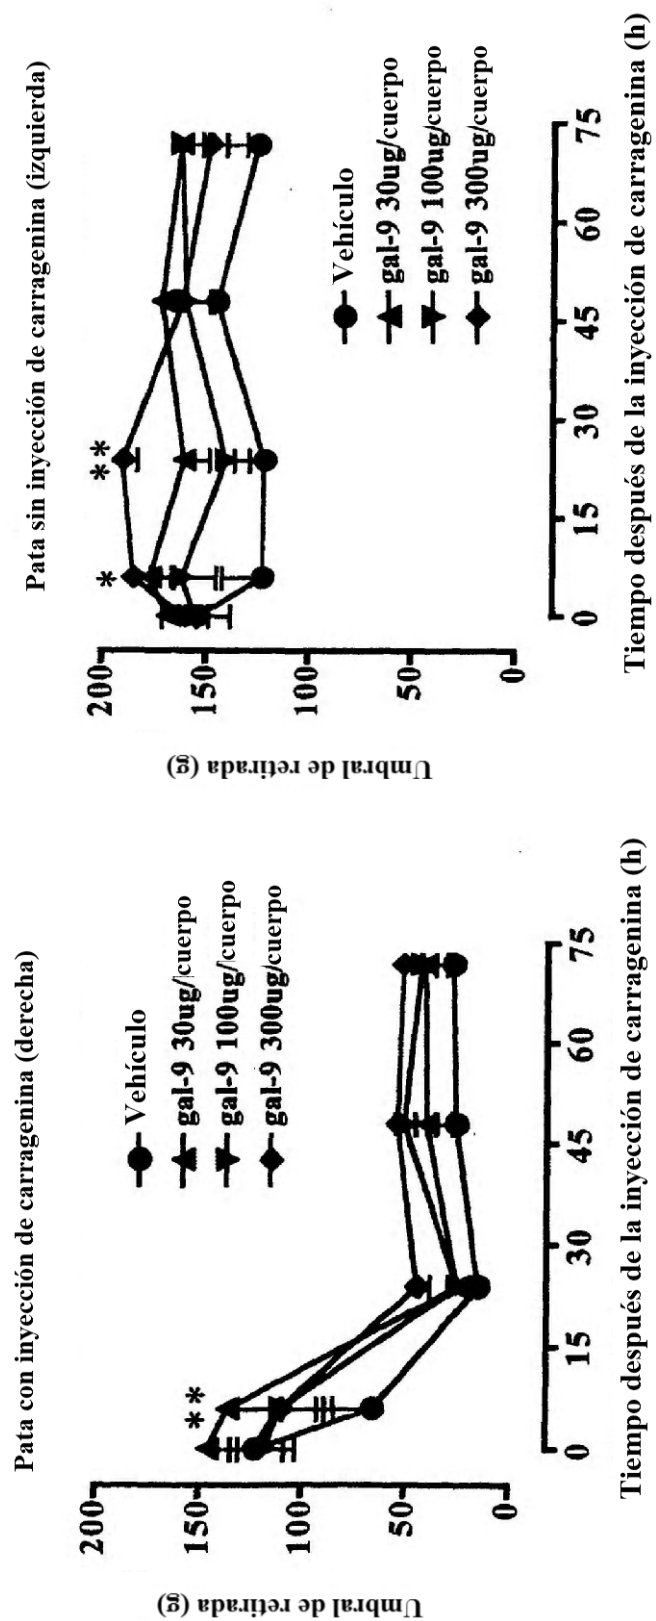 Pata con inyección de carragenina (derecha)
Vehículo
gal-9 30ug/cuerpo
gal-9 100ug/cuerpo
gal-9 300ug/cuerpo
**
200
150
100
50
0
Umbral de retirada (g)
0
15
30
45
60
75
Tiempo después de la inyección de carragenina (h)
Pata sin inyección de carragenina (izquierda)
*
**
200
150
100
50
0
Umbral de retirada (g)
Vehículo
gal-9 30ug/cuerpo
gal-9 100ug/cuerpo
gal-9 300ug/cuerpo
0
15
30
45
60
75
Tiempo después de la inyección de carragenina (h)